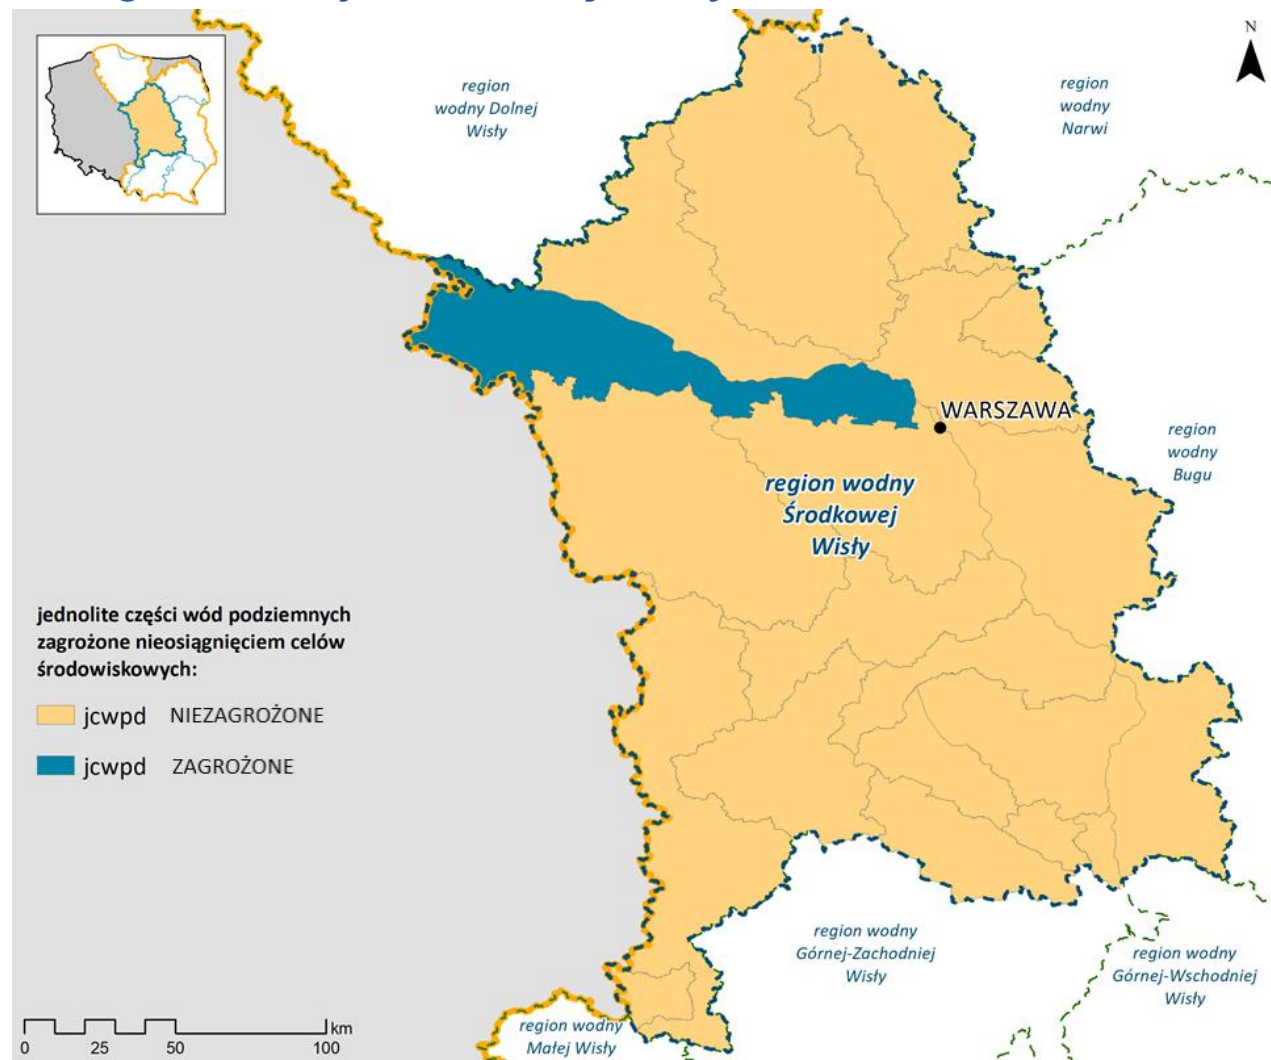 N
region
wodny Dolnej
Wisły
region
wodny
Narwi
WARSZAWA
region
wodny
Bugu
region wodny
Środkowej
Wisły
jednolite części wód podziemnych
zagrożone nieosiągnięciem celów
środowiskowych:
jcwpd NIEZAGROŻONE
jcwpd ZAGROŻONE
region wodny
Górnej-Zachodniej
Wisły
region wodny
Górnej-Wschodniej
Wisły
region wodny
Małej Wisły
km
0 25 50 100